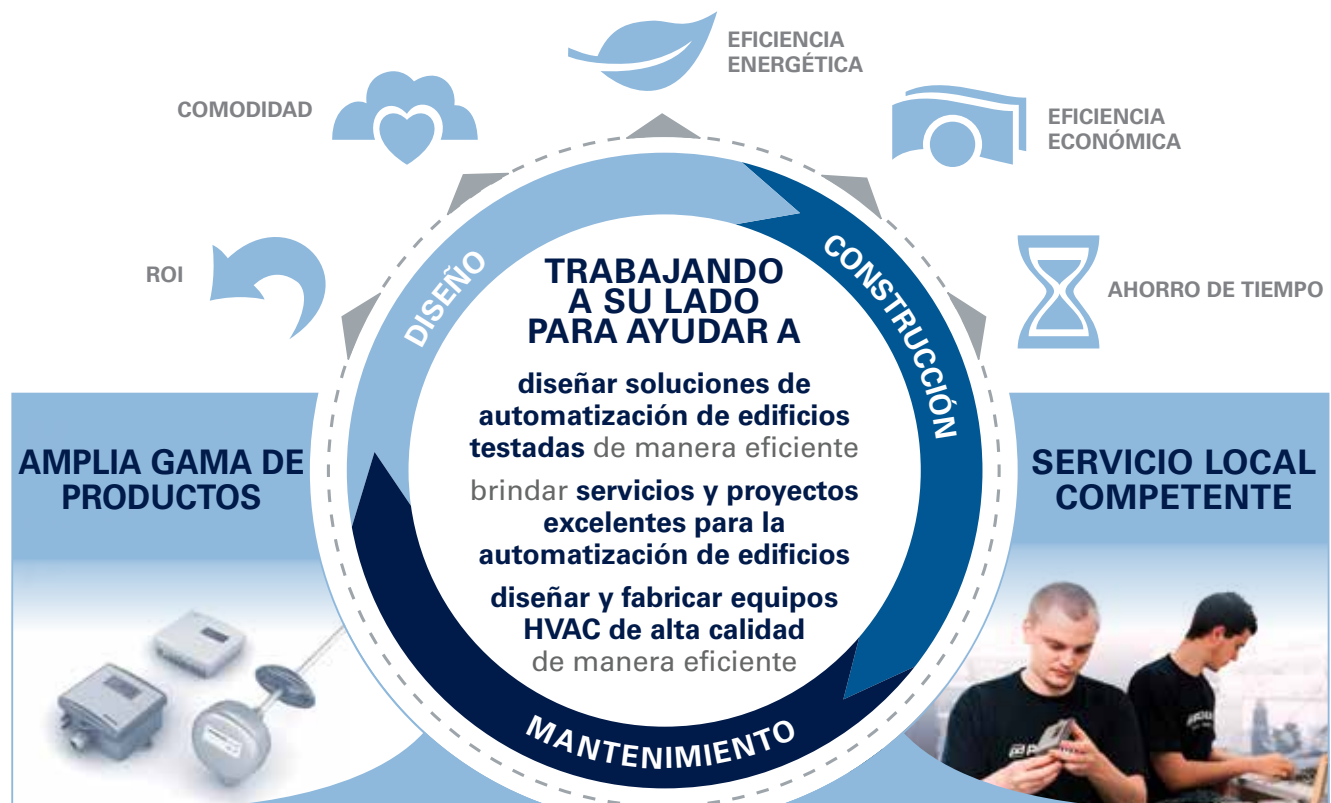 EFICIENCIA
ENERGÉTICA
COMODIDAD
EFICIENCIA
ECONÓMICA
ROI
AHORRO DE TIEMPO
DISEÑO
CONSTRUCCIÓN
MANTENIMIENTO
TRABAJANDO
A SU LADO
PARA AYUDAR A
diseñar soluciones de
automatización de edificios
testadas de manera eficiente
brindar servicios y proyectos
excelentes para la
automatización de edificios
diseñar y fabricar equipos
HVAC de alta calidad
de manera eficiente
AMPLIA GAMA DE
PRODUCTOS
SERVICIO LOCAL
COMPETENTE